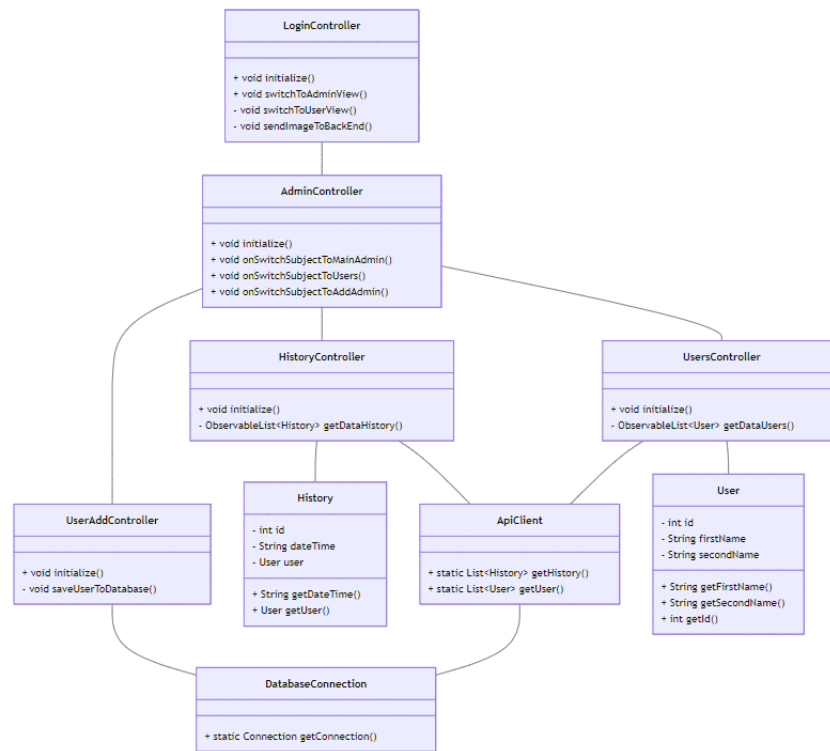 LoginController
+ void initialize()
+ void switchToAdminView()
- void switchToUserView()
- void sendImageToBackEnd()
AdminController
+ void initialize()
+ void onSwitchSubjectToMainAdmin()
+ void onSwitchSubjectToUsers()
+ void onSwitchSubjectToAddAdmin()
HistoryController
+ void initialize()
- ObservableList<History> getDataHistory()
UsersController
+ void initialize()
- ObservableList<User> getDataUsers()
UserAddController
+ void initialize()
- void saveUserToDatabase()
History
- int id
- String dateTime
- User user
+ String getDateTime()
+ User getUser()
ApiClient
+ static List<History> getHistory()
+ static List<User> getUser()
User
- int id
- String firstName
- String secondName
+ String getFirstName()
+ String getSecondName()
+ int getId()
DatabaseConnection
+ static Connection getConnection()